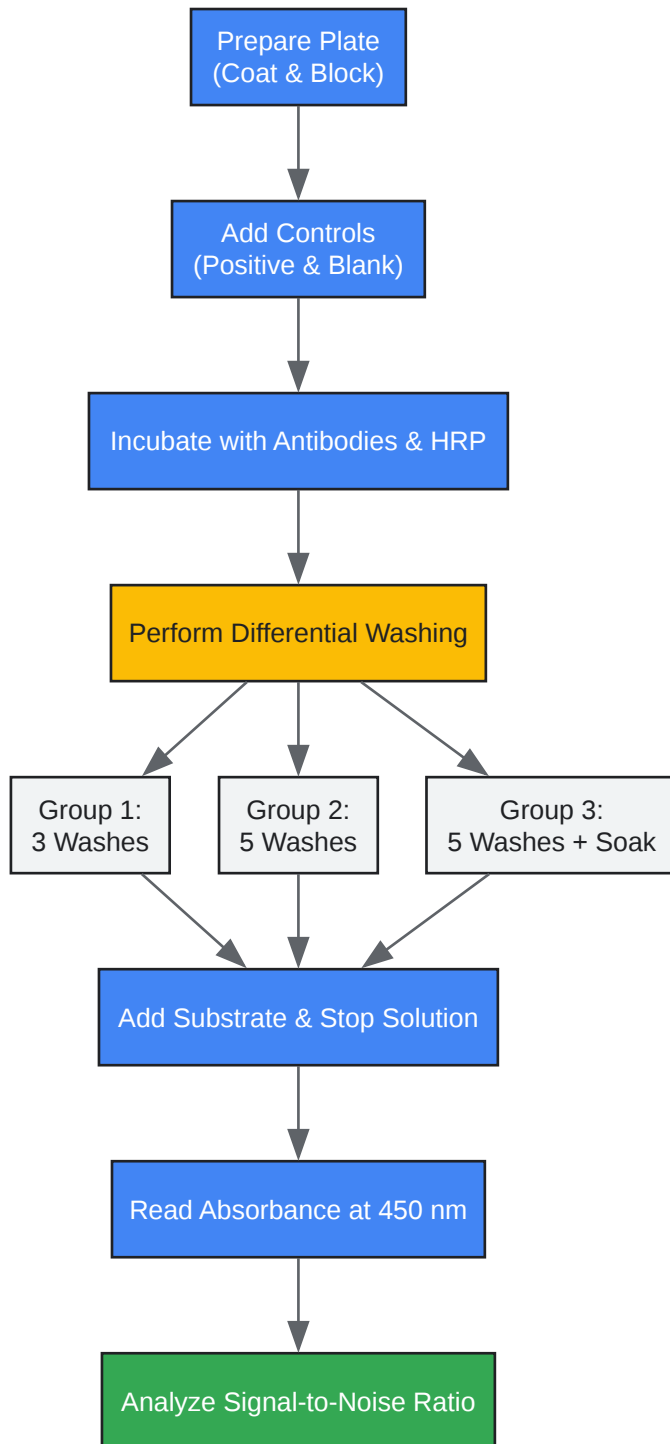 Prepare Plate
(Coat & Block)
Add Controls
(Positive & Blank)
Incubate with Antibodies & HRP
Perform Differential Washing
Group 1:
3 Washes
Group 2:
5 Washes
Group 3:
5 Washes + Soak
Add Substrate & Stop Solution
Read Absorbance at 450 nm
Analyze Signal-to-Noise Ratio